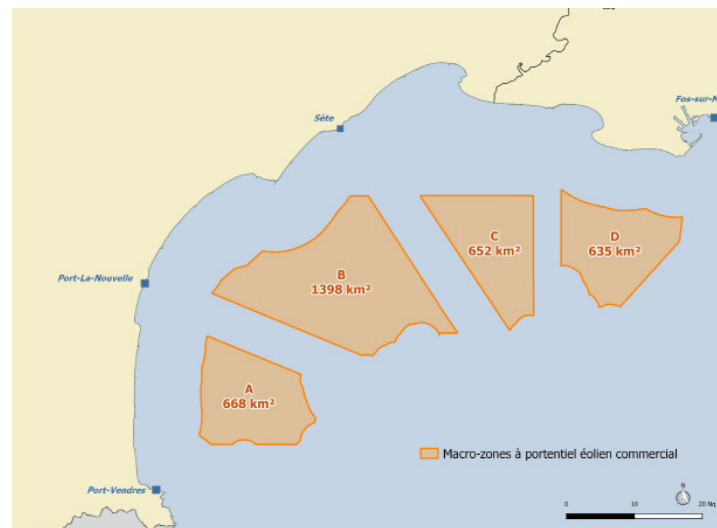 Fos-sur-M
Sète
C
652 km²
D
635 km²
B
1398 km²
Port-La-Nouvelle
A
668 km²
Macro-zones à portentiel éolien commercial
Port-Vendres
N
0 10 20 Nq